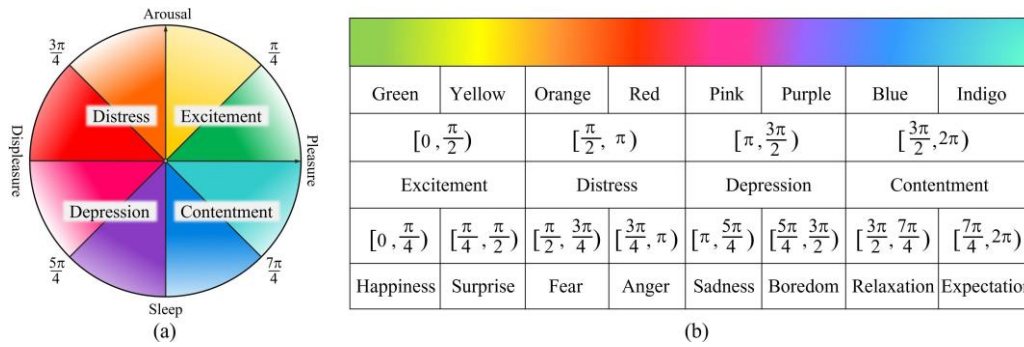 Arousal
3π/4
π/4
Distress
Excitement
Displeasure
Pleasure
Depression
Contentment
5π/4
7π/4
Sleep
(a)
Green Yellow Orange Red Pink Purple Blue Indigo
[0, π/2) [π/2, π) [π, 3π/2) [3π/2, 2π)
Excitement Distress Depression Contentment
[0, π/4) [π/4, π/2) [π/2, 3π/4) [3π/4, π) [π, 5π/4) [5π/4, 3π/2) [3π/2, 7π/4) [7π/4, 2π)
Happiness Surprise Fear Anger Sadness Boredom Relaxation Expectation
(b)